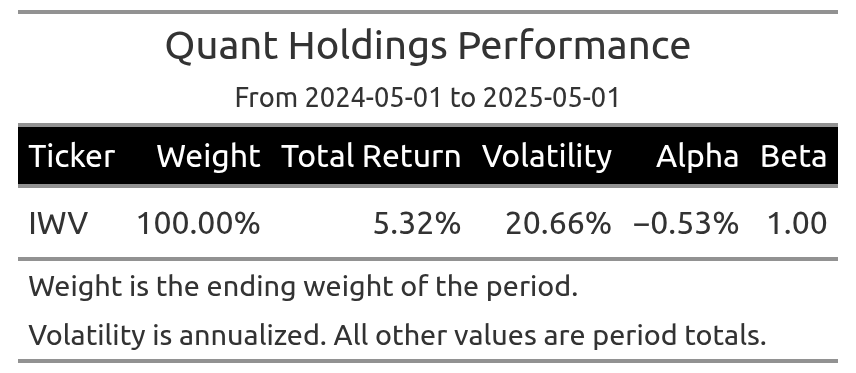 Quant Holdings Performance
From 2024-05-01 to 2025-05-01
Ticker Weight Total Return Volatility Alpha Beta
IWV 100.00% 5.32% 20.66% −0.53% 1.00
Weight is the ending weight of the period.
Volatility is annualized. All other values are period totals.